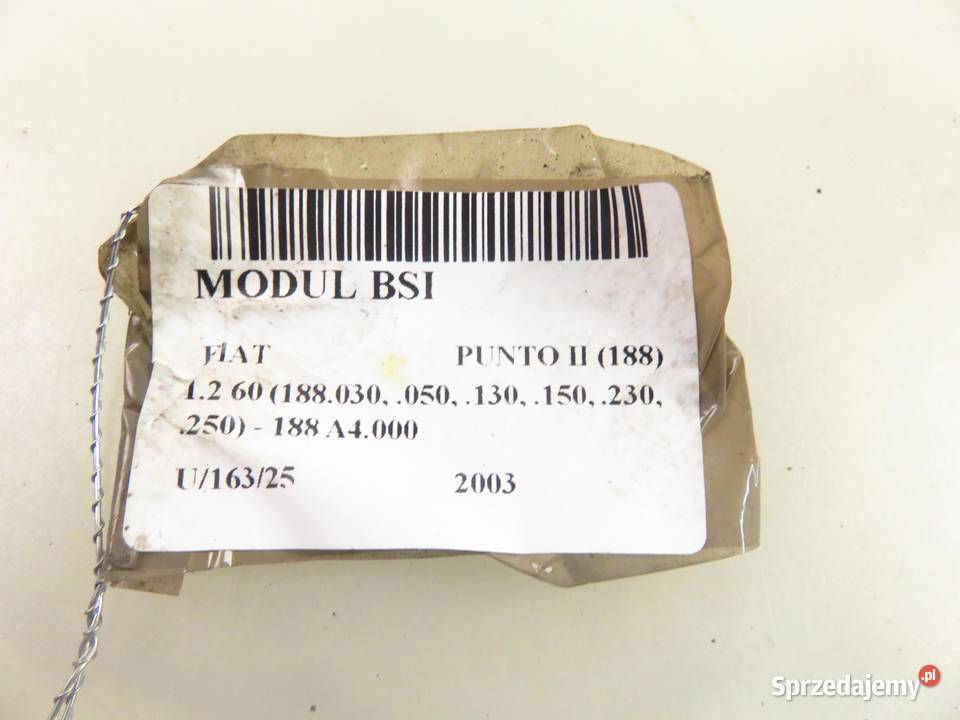 MODUL BSI
FIAT PUNTO II (188)
1.2 60 (188.030, .050, .130, .150, .230,
.250) - 188 A4.000
U/163/25 2003
Sprzedajemy.pl